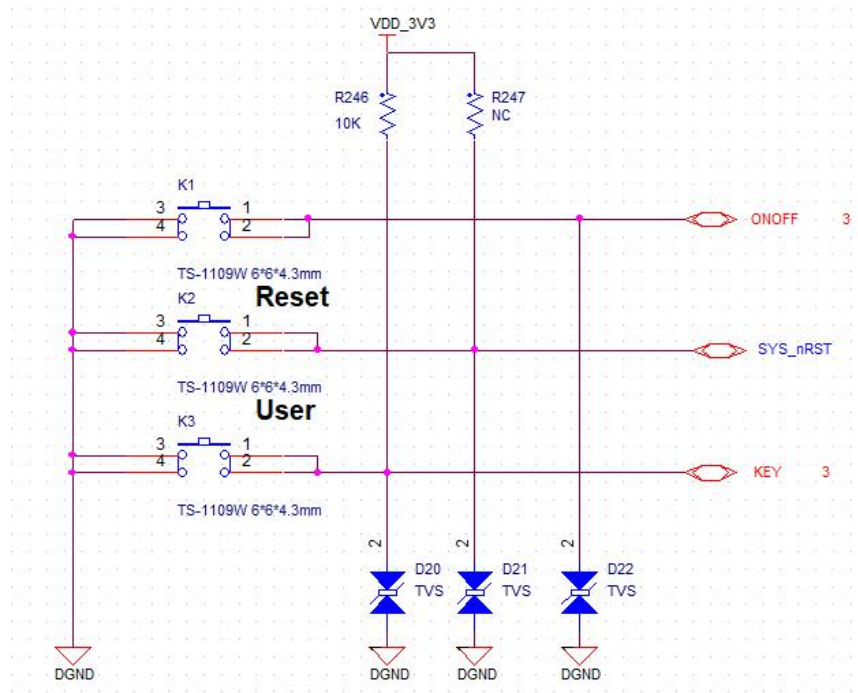 VDD_3V3
R246
10K
R247
NC
K1
3
1
4
2
ONOFF
3
TS-1109W 6*6*4.3mm
K2
Reset
3
1
4
2
SYS_nRST
TS-1109W 6*6*4.3mm
K3
User
3
1
4
2
KEY
3
TS-1109W 6*6*4.3mm
2
2
2
D20
TVS
D21
TVS
D22
TVS
DGND
DGND
DGND
DGND